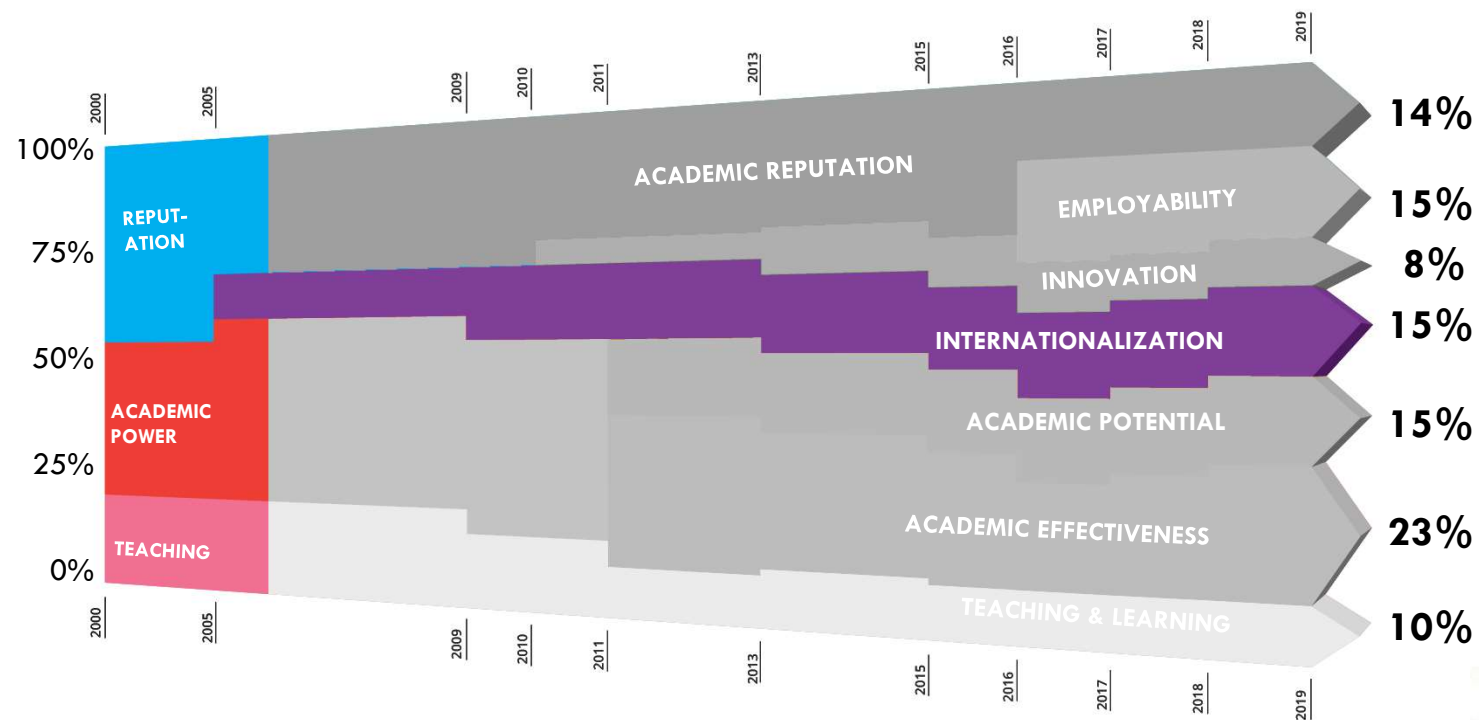 2000
2005
2009
2010
2011
2013
2015
2016
2017
2018
2019
100%
75%
50%
25%
0%
REPUT-
ATION
ACADEMIC
POWER
TEACHING
ACADEMIC REPUTATION
EMPLOYABILITY
INNOVATION
INTERNATIONALIZATION
ACADEMIC POTENTIAL
ACADEMIC EFFECTIVENESS
TEACHING & LEARNING
14%
15%
8%
15%
15%
23%
10%
2000
2005
2009
2010
2011
2013
2015
2016
2017
2018
2019